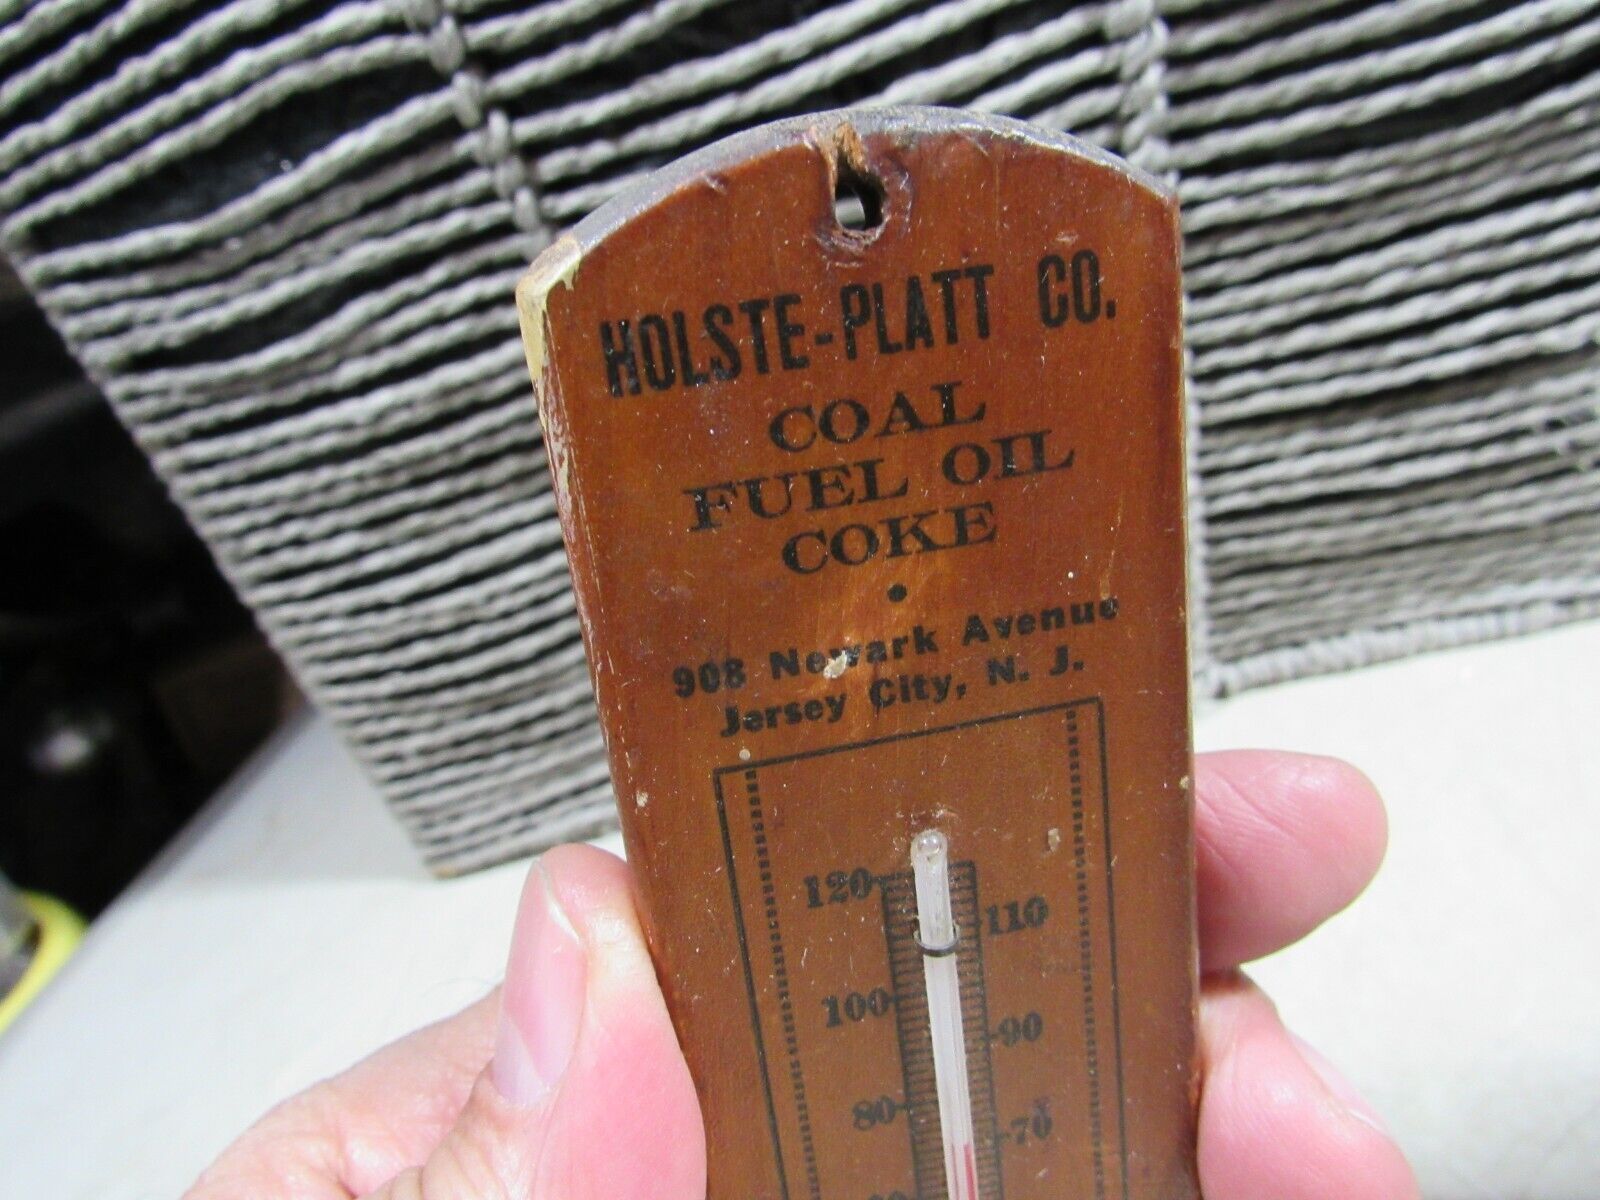 HOLSTE-PLATT CO.
COAL
FUEL OIL
COKE
•
908 Newark Avenue
Jersey City, N. J.
120
110
100
90
80
70